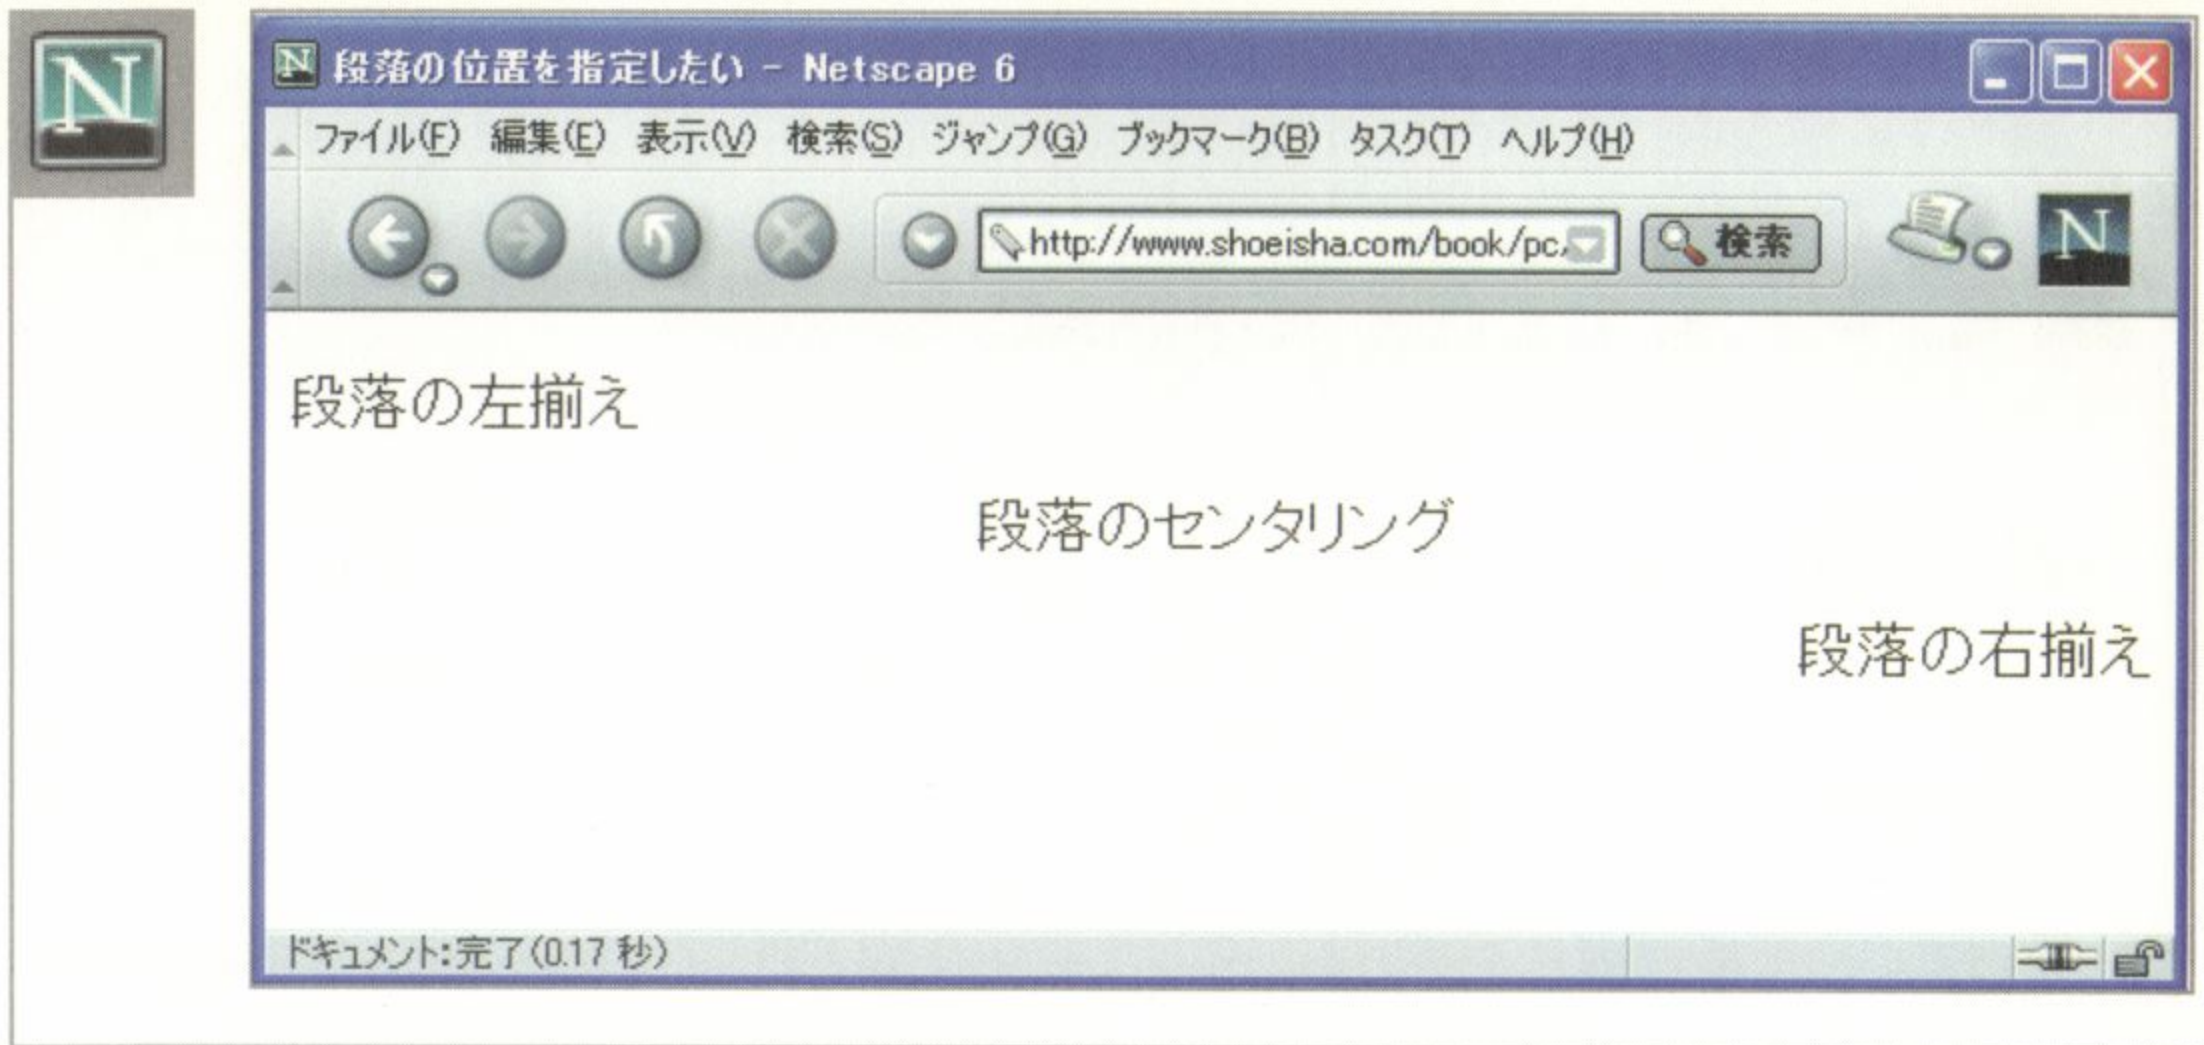 N
N 段落の位置を指定したい - Netscape 6
ファイル(F) 編集(E) 表示(V) 検索(S) ジャンプ(G) ブックマーク(B) タスク(T) ヘルプ(H)
http://www.shoeisha.com/book/pc/ 検索 N
段落の左揃え
段落のセンタリング
段落の右揃え
ドキュメント:完了(0.17 秒)